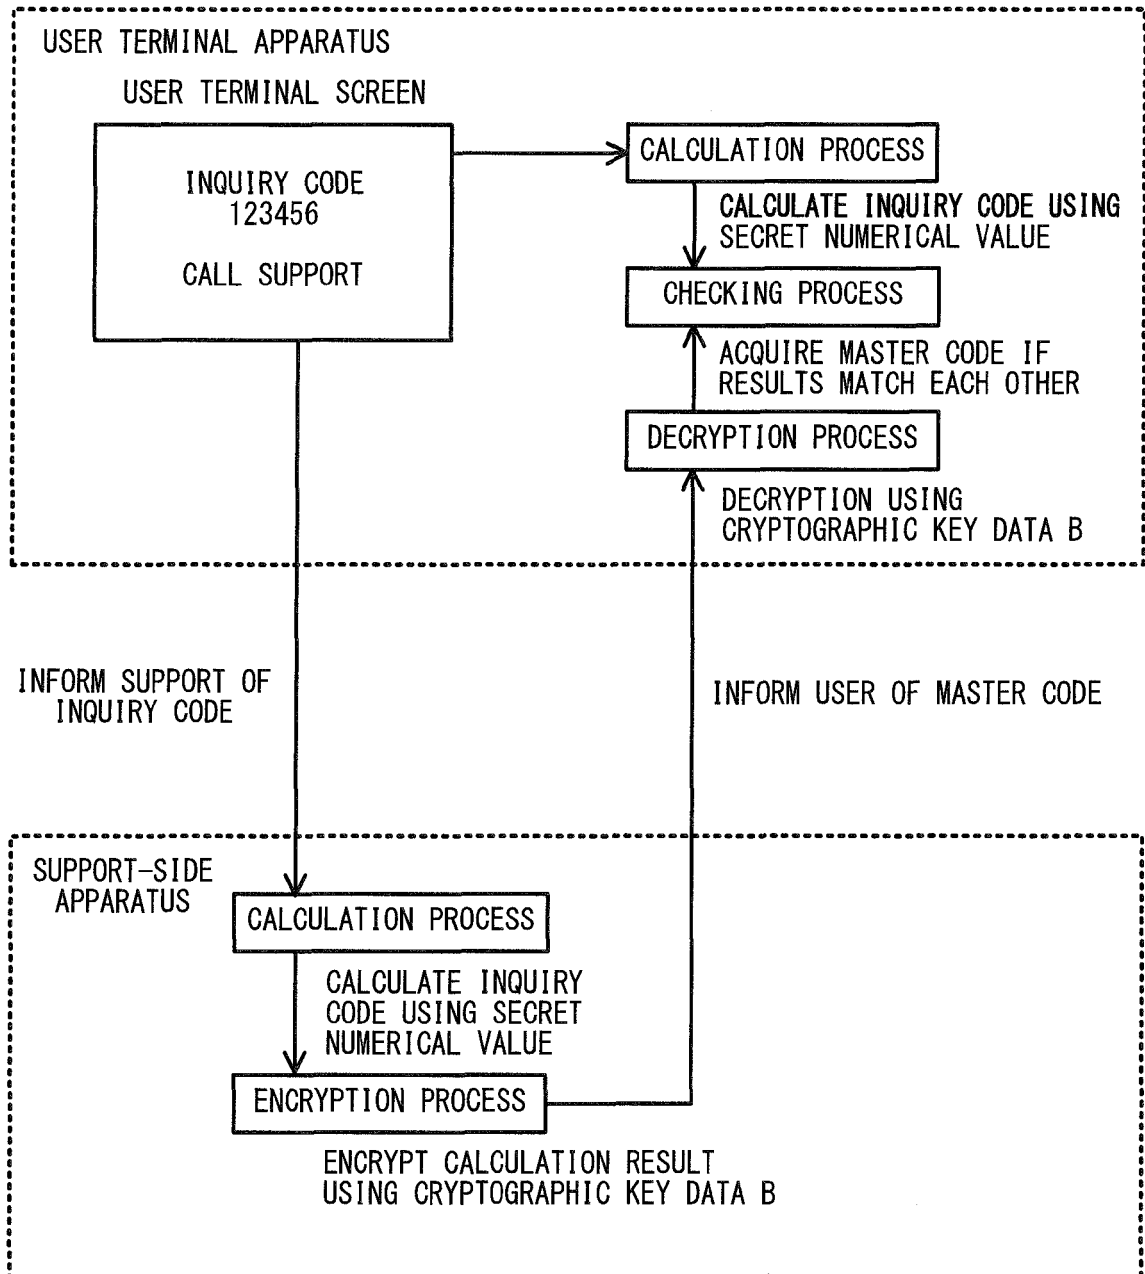 USER TERMINAL APPARATUS
USER TERMINAL SCREEN
INQUIRY CODE
123456
CALL SUPPORT
CALCULATION PROCESS
CALCULATE INQUIRY CODE USING
SECRET NUMERICAL VALUE
CHECKING PROCESS
ACQUIRE MASTER CODE IF
RESULTS MATCH EACH OTHER
DECRYPTION PROCESS
DECRYPTION USING
CRYPTOGRAPHIC KEY DATA B
INFORM SUPPORT OF
INQUIRY CODE
INFORM USER OF MASTER CODE
SUPPORT-SIDE
APPARATUS
CALCULATION PROCESS
CALCULATE INQUIRY
CODE USING SECRET
NUMERICAL VALUE
ENCRYPTION PROCESS
ENCRYPT CALCULATION RESULT
USING CRYPTOGRAPHIC KEY DATA B